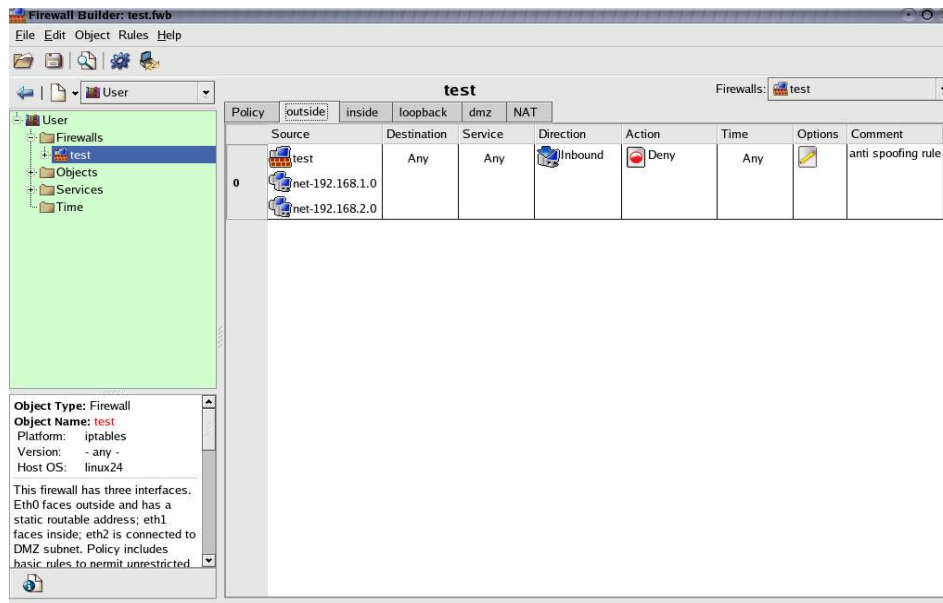 Firewall Builder: test.fwb
File Edit Object Rules Help
User
test
Firewalls: test
Policy outside inside loopback dmz NAT
User
Firewalls
test
Objects
Services
Time
Source Destination Service Direction Action Time Options Comment
0
test Any Any Inbound Deny Any anti spoofing rule
net-192.168.1.0
net-192.168.2.0
Object Type: Firewall
Object Name: test
Platform: iptables
Version: - any -
Host OS: linux24
This firewall has three interfaces.
Eth0 faces outside and has a
static routable address; eth1
faces inside; eth2 is connected to
DMZ subnet. Policy includes
basic rules to permit unrestricted